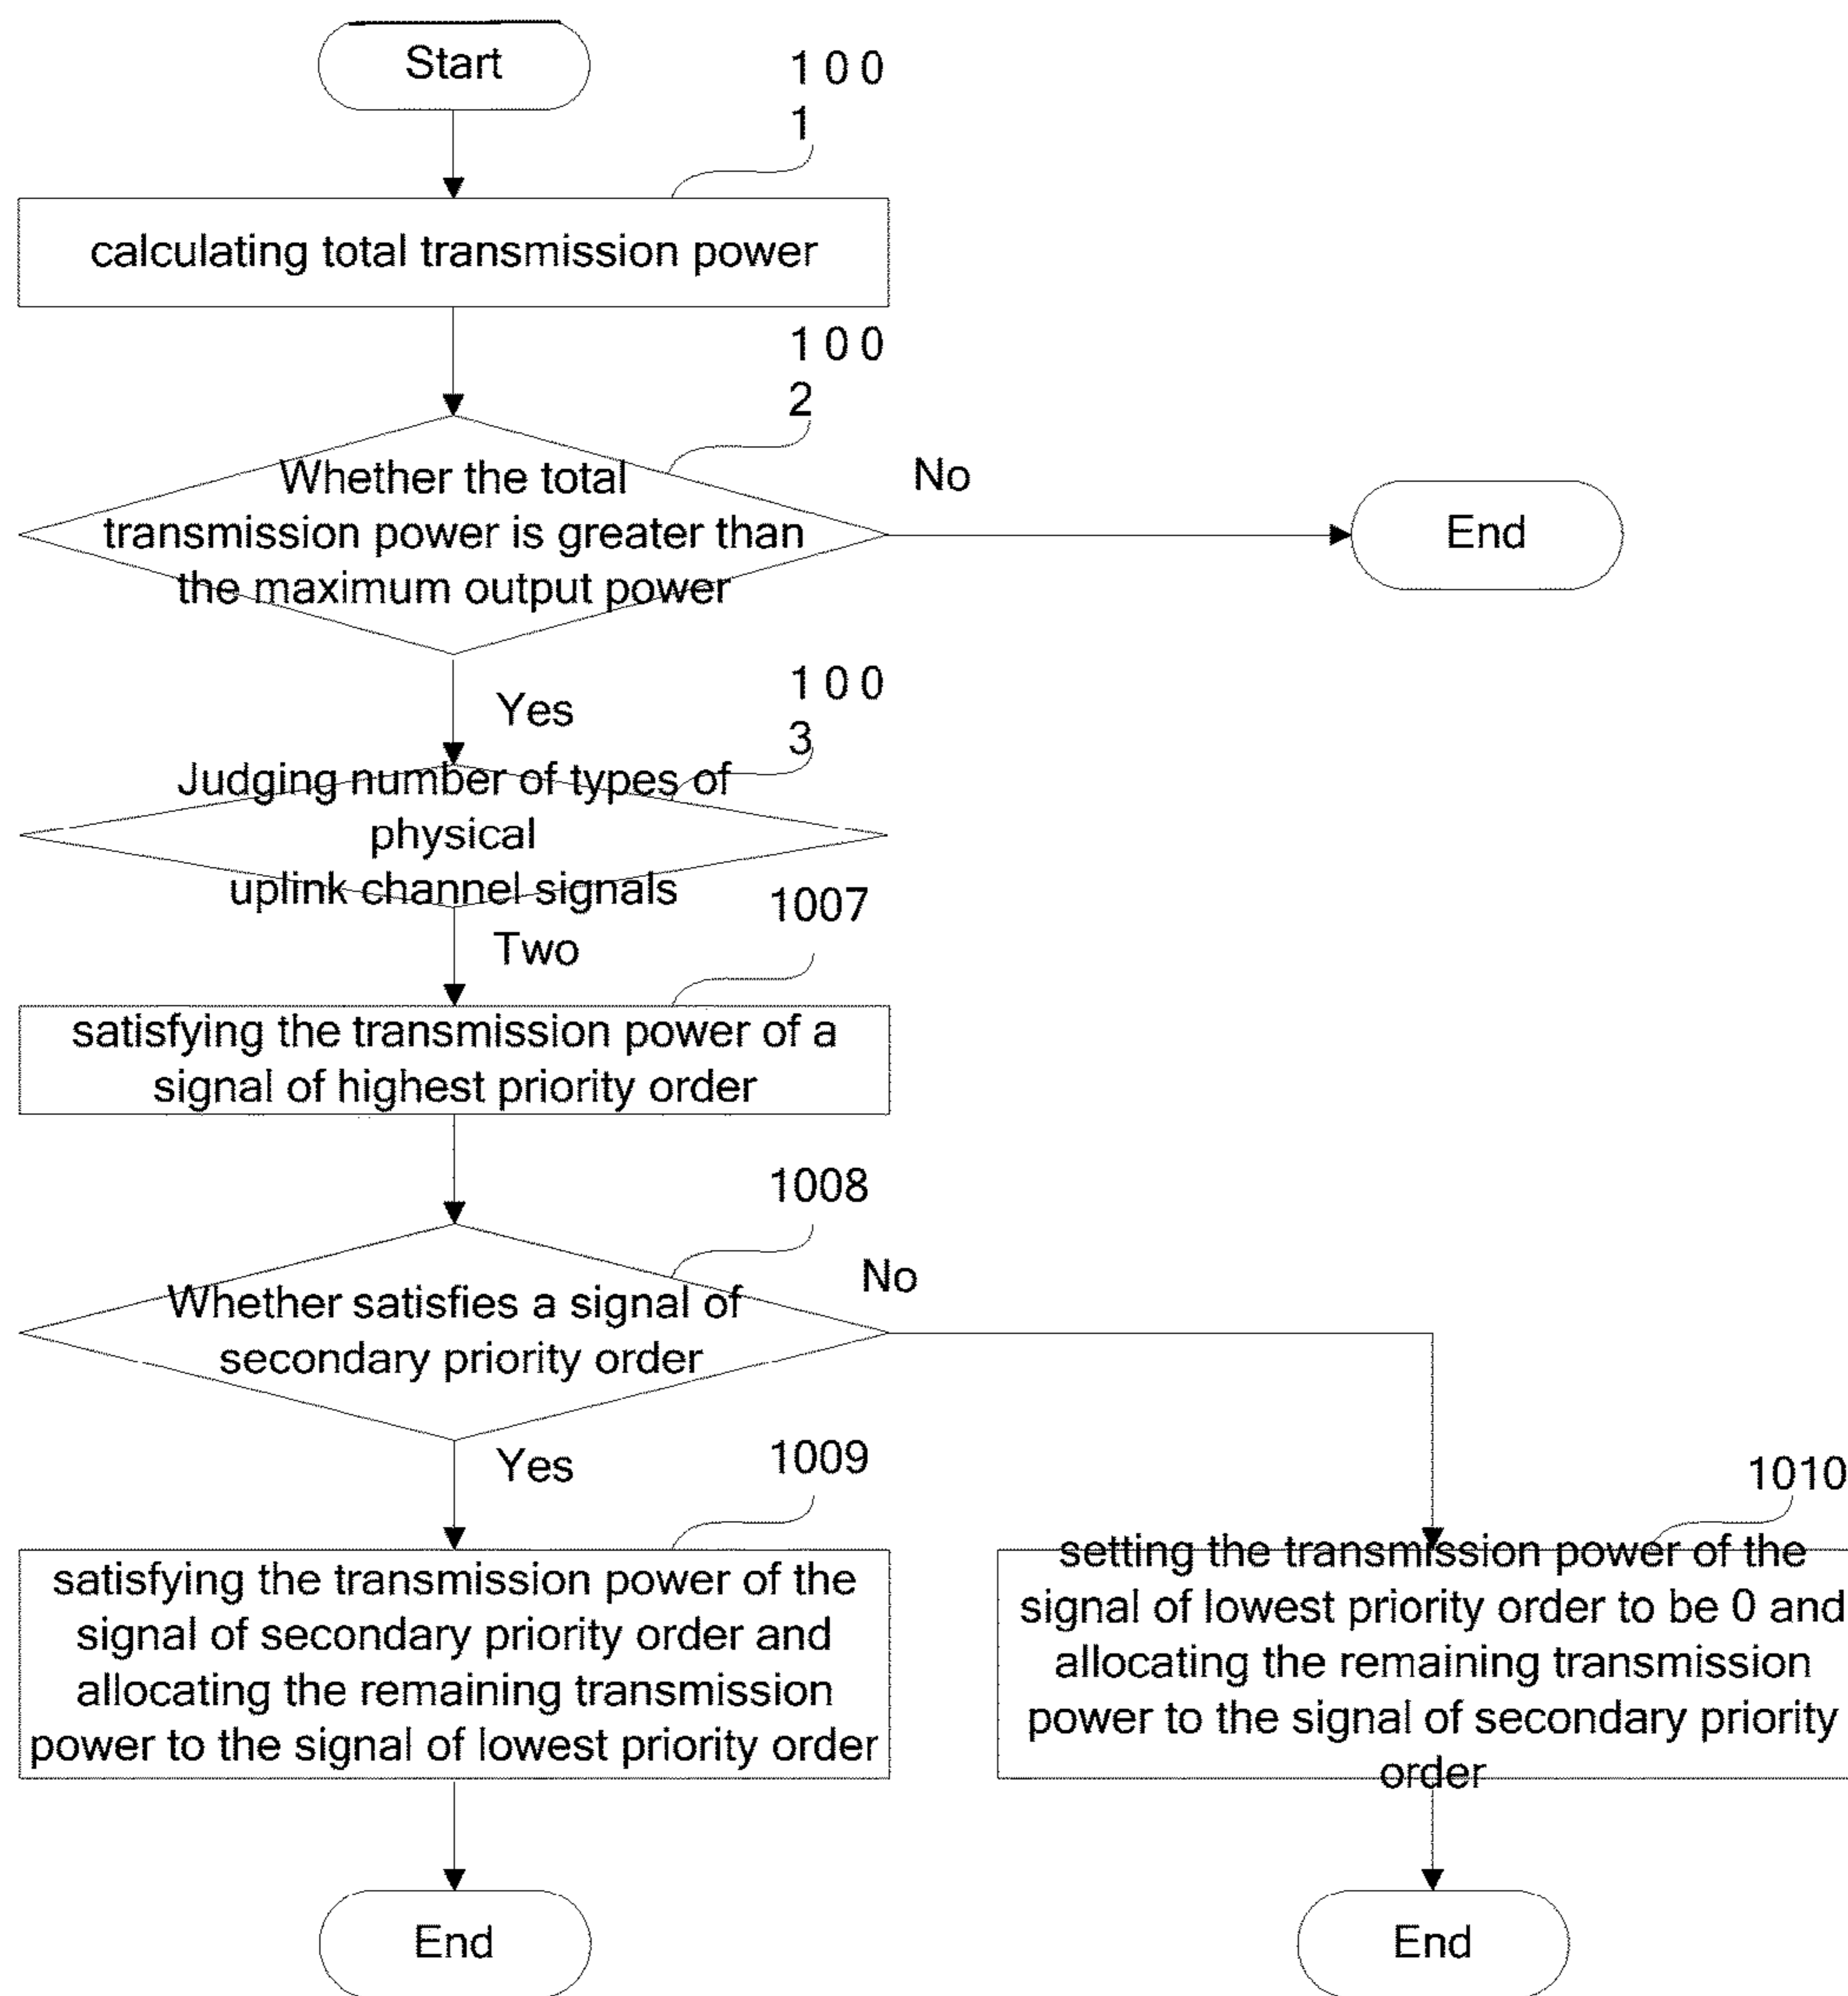 Start
1 0 0
1
calculating total transmission power
1 0 0
2
Whether the total
transmission power is greater than
the maximum output power
No
End
Yes
1 0 0
3
Judging number of types of
physical
uplink channel signals
Two
1007
satisfying the transmission power of a
signal of highest priority order
1008
Whether satisfies a signal of
secondary priority order
No
Yes
1009
satisfying the transmission power of the
signal of secondary priority order and
allocating the remaining transmission
power to the signal of lowest priority order
1010
setting the transmission power of the
signal of lowest priority order to be 0 and
allocating the remaining transmission
power to the signal of secondary priority
order
End
End